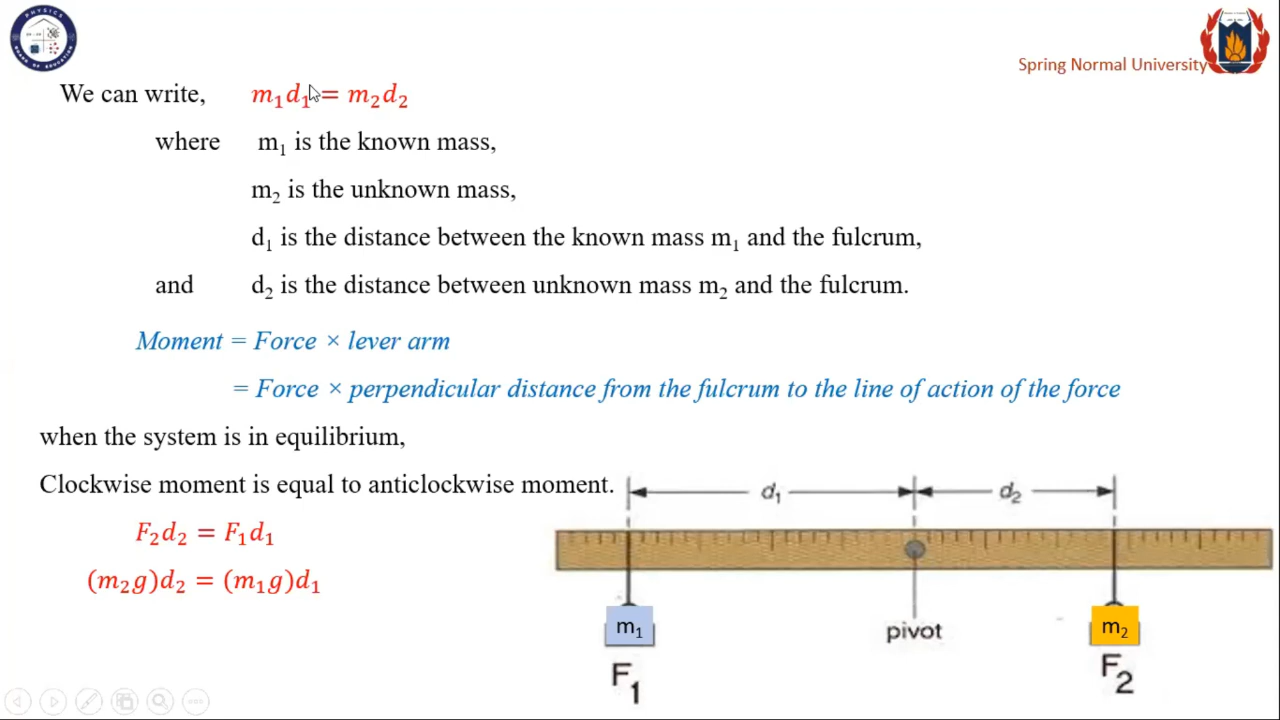 PHYSICS
BOARD OF EDUCATION
Spring Normal University
We can write, m₁d₁ = m₂d₂
where m₁ is the known mass,
m₂ is the unknown mass,
d₁ is the distance between the known mass m₁ and the fulcrum,
and d₂ is the distance between unknown mass m₂ and the fulcrum.
Moment = Force × lever arm
= Force × perpendicular distance from the fulcrum to the line of action of the force
when the system is in equilibrium,
Clockwise moment is equal to anticlockwise moment.
F₂d₂ = F₁d₁
(m₂g)d₂ = (m₁g)d₁
d₁ d₂
m₁ pivot m₂
F₁ F₂